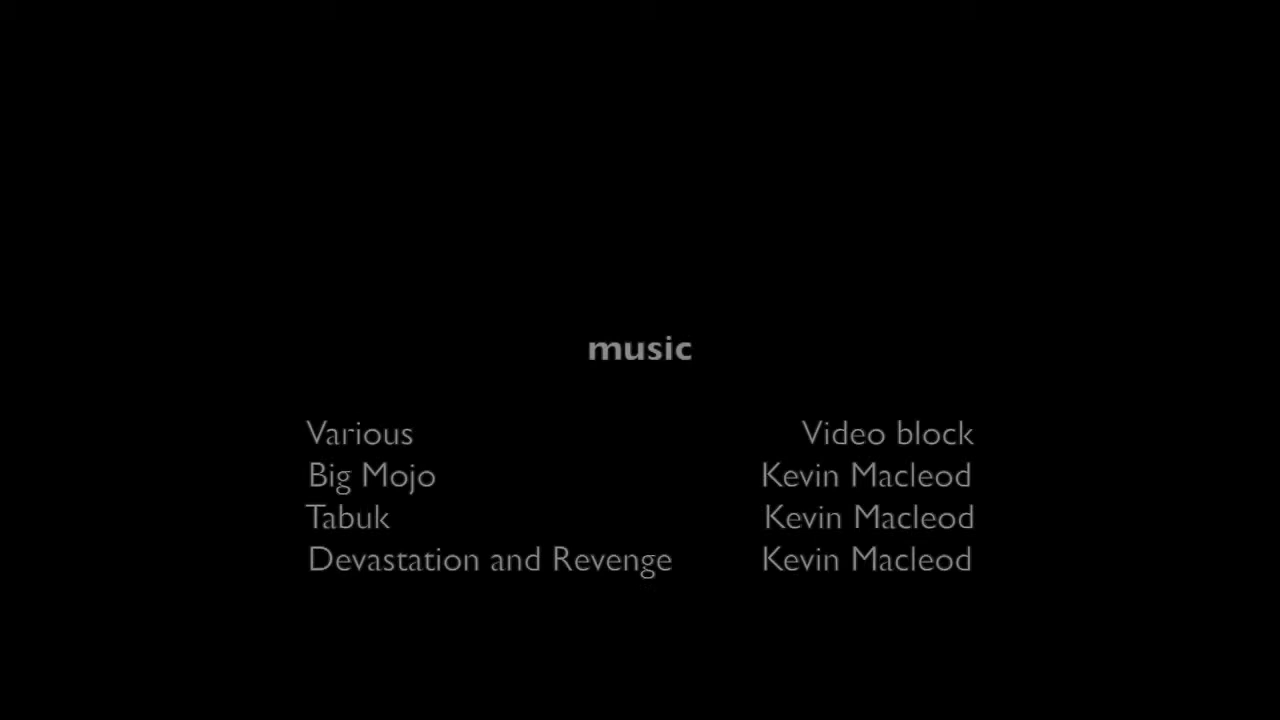 music
Various Video block
Big Mojo Kevin Macleod
Tabuk Kevin Macleod
Devastation and Revenge Kevin Macleod